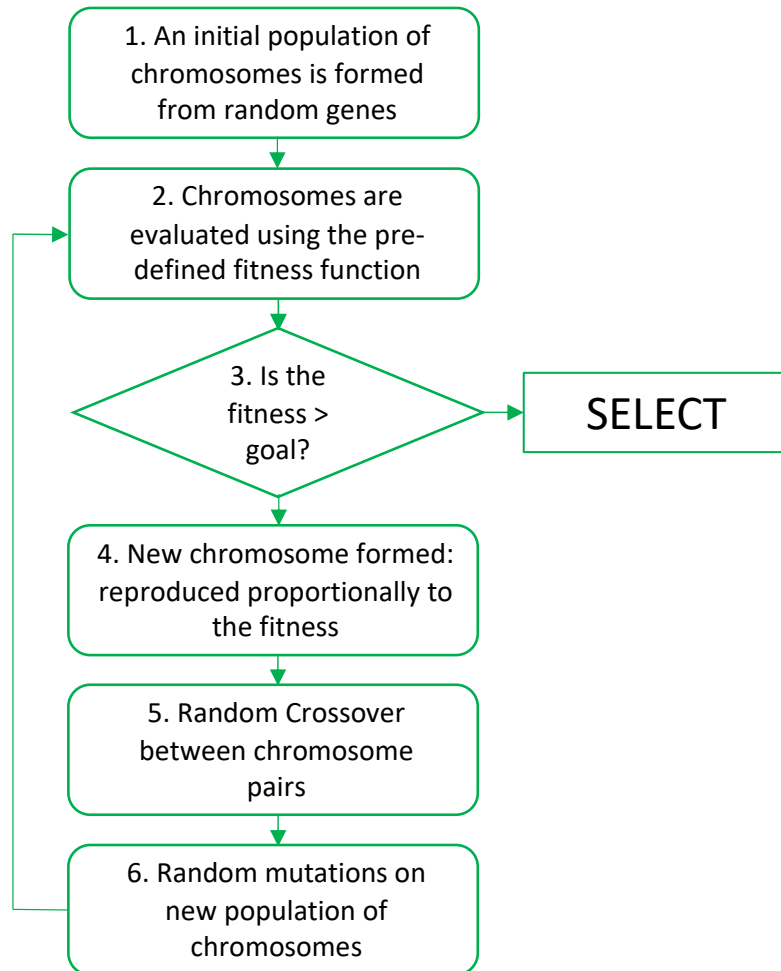 1. An initial population of
chromosomes is formed
from random genes
2. Chromosomes are
evaluated using the pre-
defined fitness function
3. Is the
fitness >
goal?
SELECT
4. New chromosome formed:
reproduced proportionally to
the fitness
5. Random Crossover
between chromosome
pairs
6. Random mutations on
new population of
chromosomes